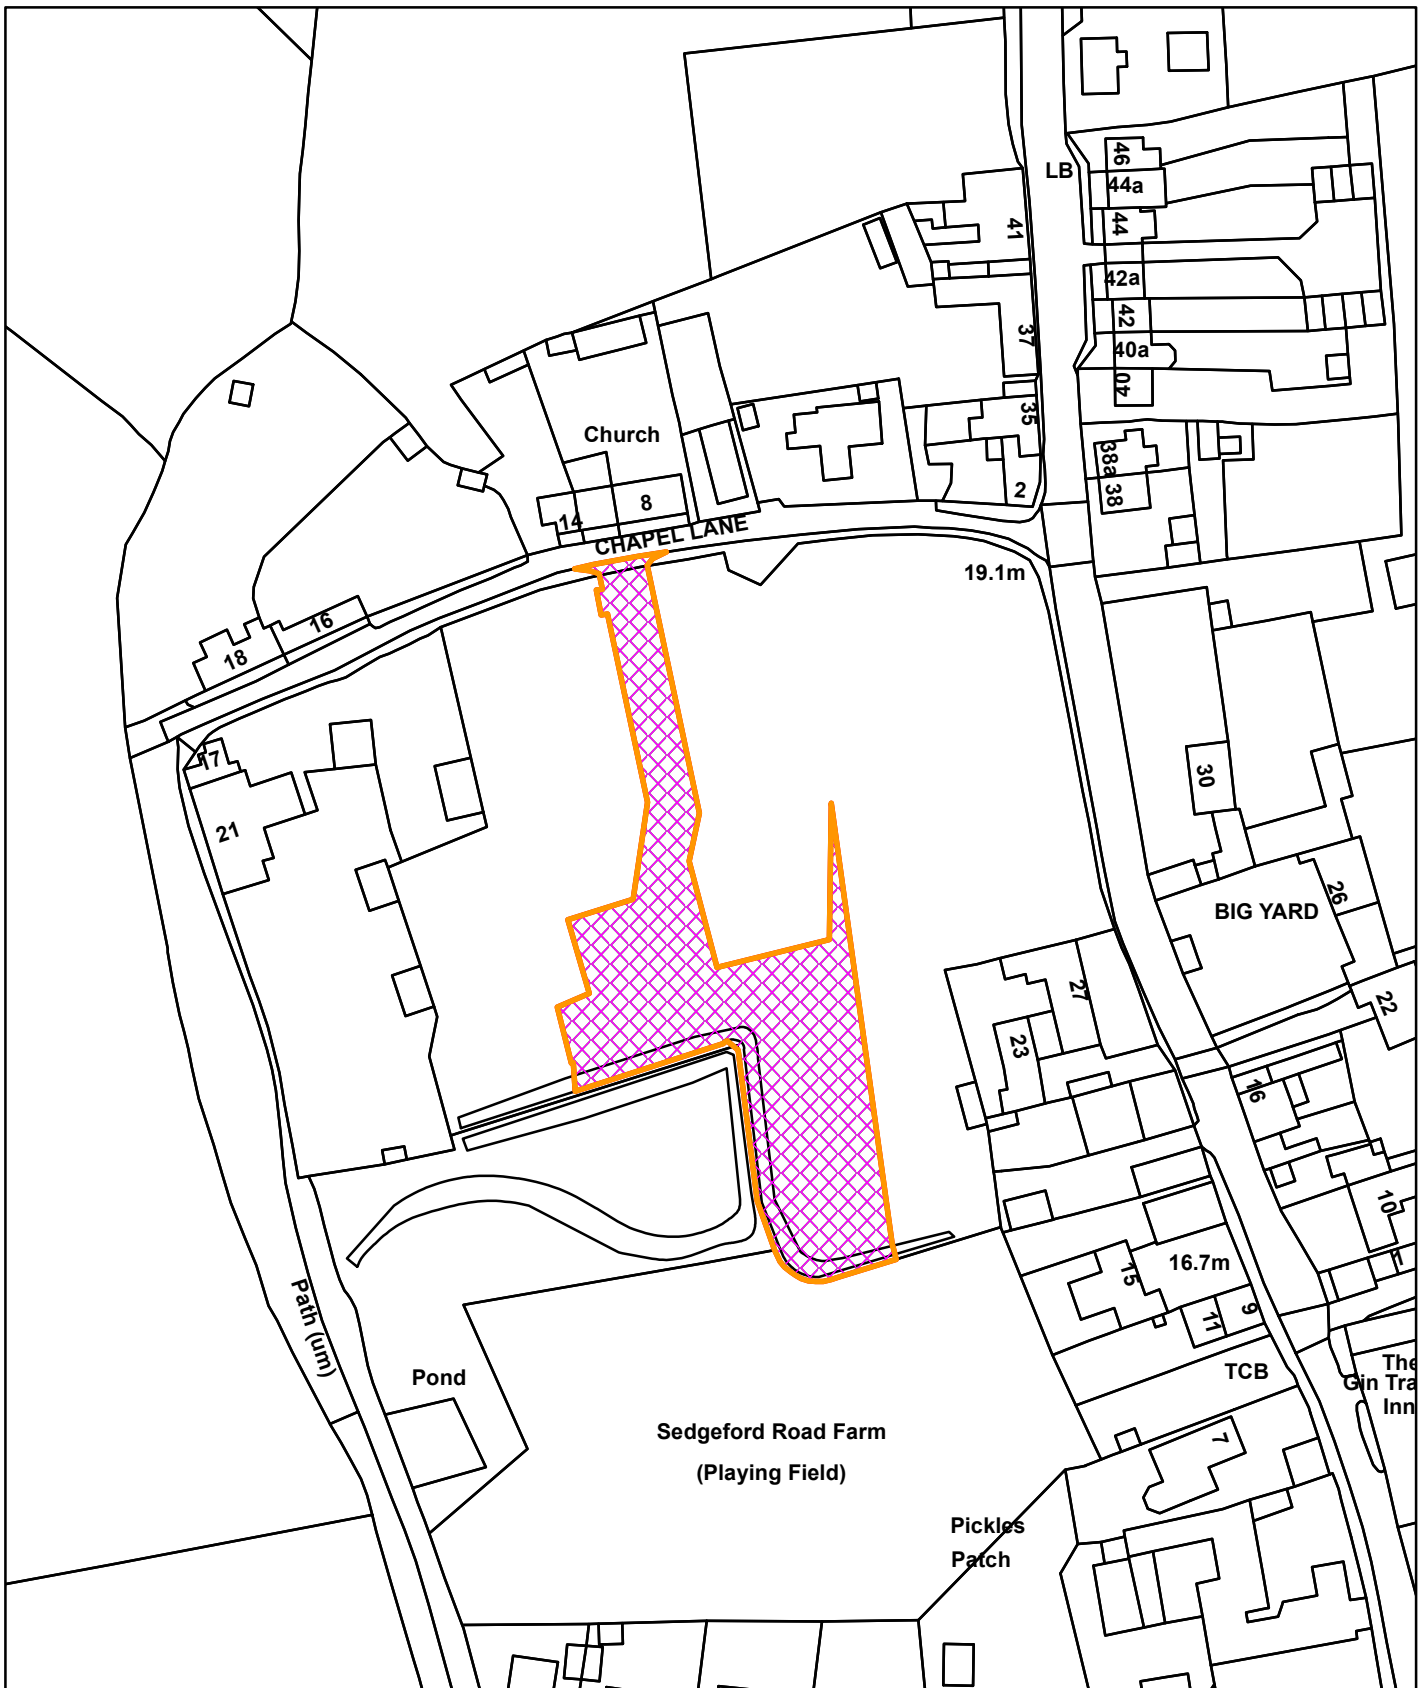 46
LB
44a
41
44
42a
42
37
40a
40
35
Church
38a
2
38
8
14
CHAPEL LANE
19.1m
16
18
17
30
21
26
BIG YARD
27
22
23
16
10
1
16.7m
15
9
11
Path (um)
The
TCB
Pond
Gin Tra
Inn
Sedgeford Road Farm
7
(Playing Field)
Pickles
Patch